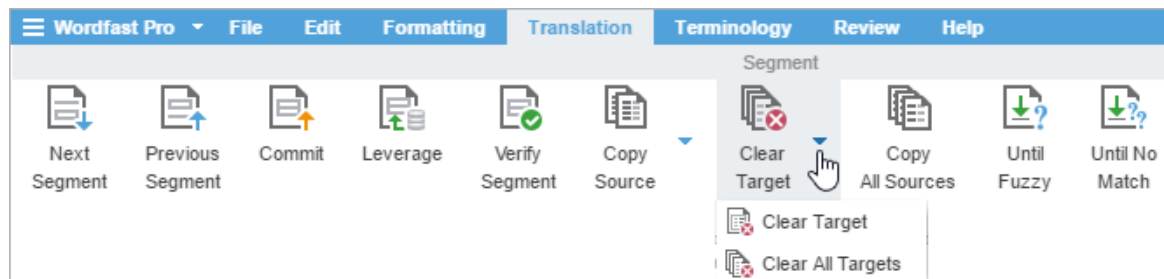 Wordfast Pro File Edit Formatting Translation Terminology Review Help
Segment
Next Previous Commit Leverage Verify Copy Clear Copy Until Until No
Segment Segment Segment Source Target All Sources Fuzzy Match
Clear Target
Clear All Targets